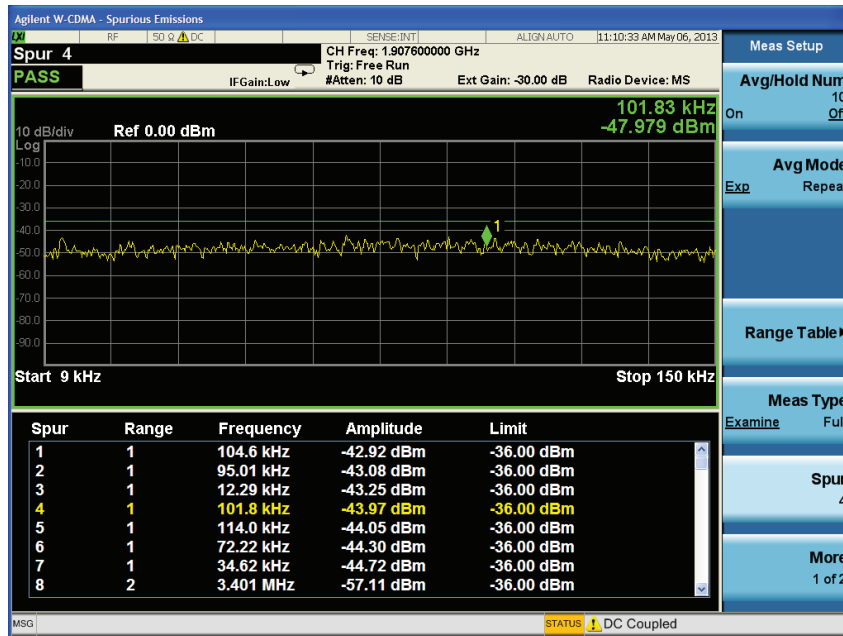 Agilent W-CDMA - Spurious Emissions
LXI RF 50 Ω DC SENSE:INT ALIGN AUTO 11:10:33 AM May 06, 2013
Spur 4
PASS
IFGain:Low
CH Freq: 1.907600000 GHz
Trig: Free Run
#Atten: 10 dB Ext Gain: -30.00 dB Radio Device: MS
101.83 kHz
-47.979 dBm
10 dB/div Ref 0.00 dBm
Log
-10.0
-20.0
-30.0
-40.0
-50.0
-60.0
-70.0
-80.0
-90.0
1
Start 9 kHz Stop 150 kHz
Spur Range Frequency Amplitude Limit
1 1 104.6 kHz -42.92 dBm -36.00 dBm
2 1 95.01 kHz -43.08 dBm -36.00 dBm
3 1 12.29 kHz -43.25 dBm -36.00 dBm
4 1 101.8 kHz -43.97 dBm -36.00 dBm
5 1 114.0 kHz -44.05 dBm -36.00 dBm
6 1 72.22 kHz -44.30 dBm -36.00 dBm
7 1 34.62 kHz -44.72 dBm -36.00 dBm
8 2 3.401 MHz -57.11 dBm -36.00 dBm
Meas Setup
Avg/Hold Num
10
On Of
Avg Mode
Exp Repea
Range Table
Meas Type
Examine Ful
Spur
4
More
1 of 2
MSG STATUS DC Coupled